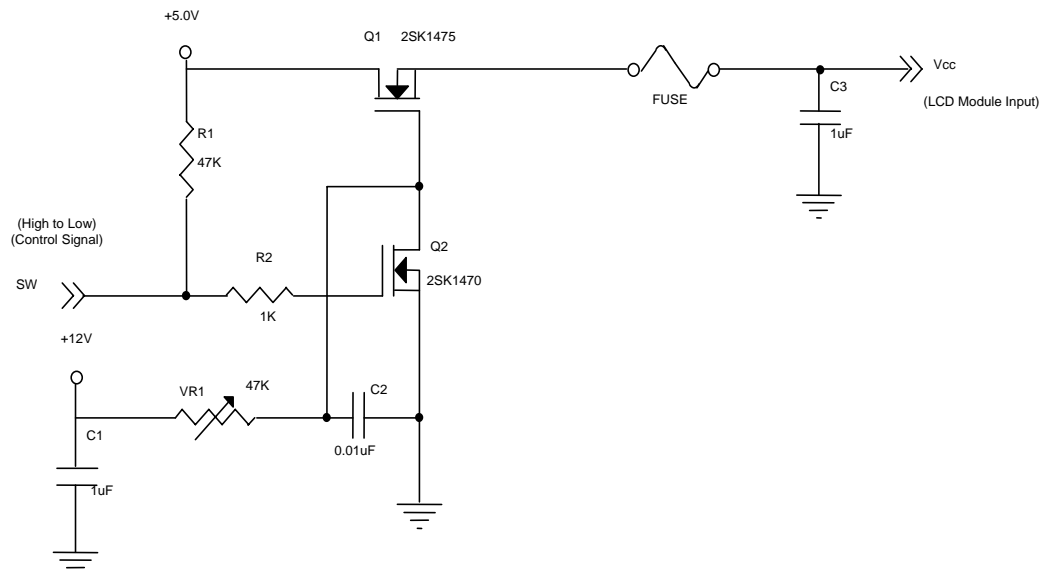 +5.0V
Q1 2SK1475
Vcc
FUSE
C3
(LCD Module Input)
R1
47K
1uF
(High to Low)
(Control Signal)
Q2
R2
2SK1470
SW
1K
+12V
VR1
47K
C2
C1
0.01uF
1uF